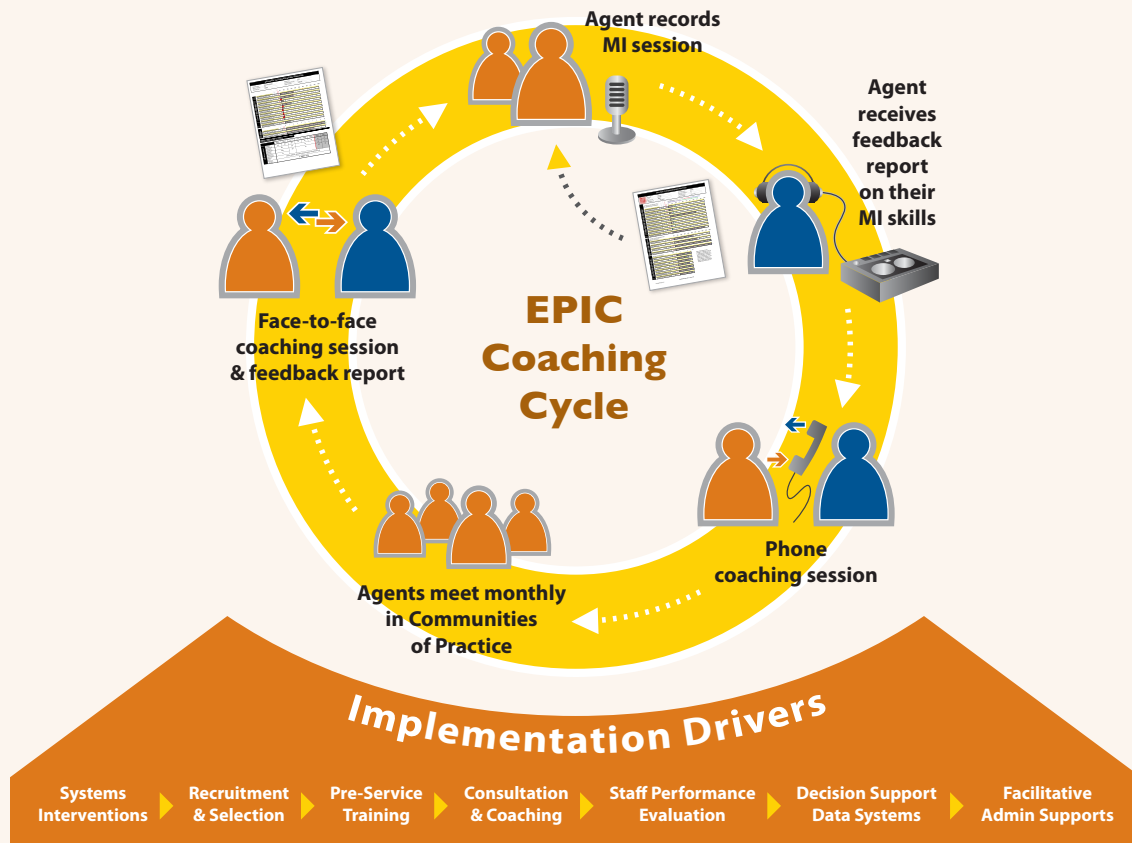 Agent records
MI session
Agent
receives
feedback
report
on their
MI skills
EPIC
Coaching
Cycle
Face-to-face
coaching session
& feedback report
Phone
coaching session
Agents meet monthly
in Communities
of Practice
Implementation Drivers
Systems
Interventions
Recruitment
& Selection
Pre-Service
Training
Consultation
& Coaching
Staff Performance
Evaluation
Decision Support
Data Systems
Facilitative
Admin Supports